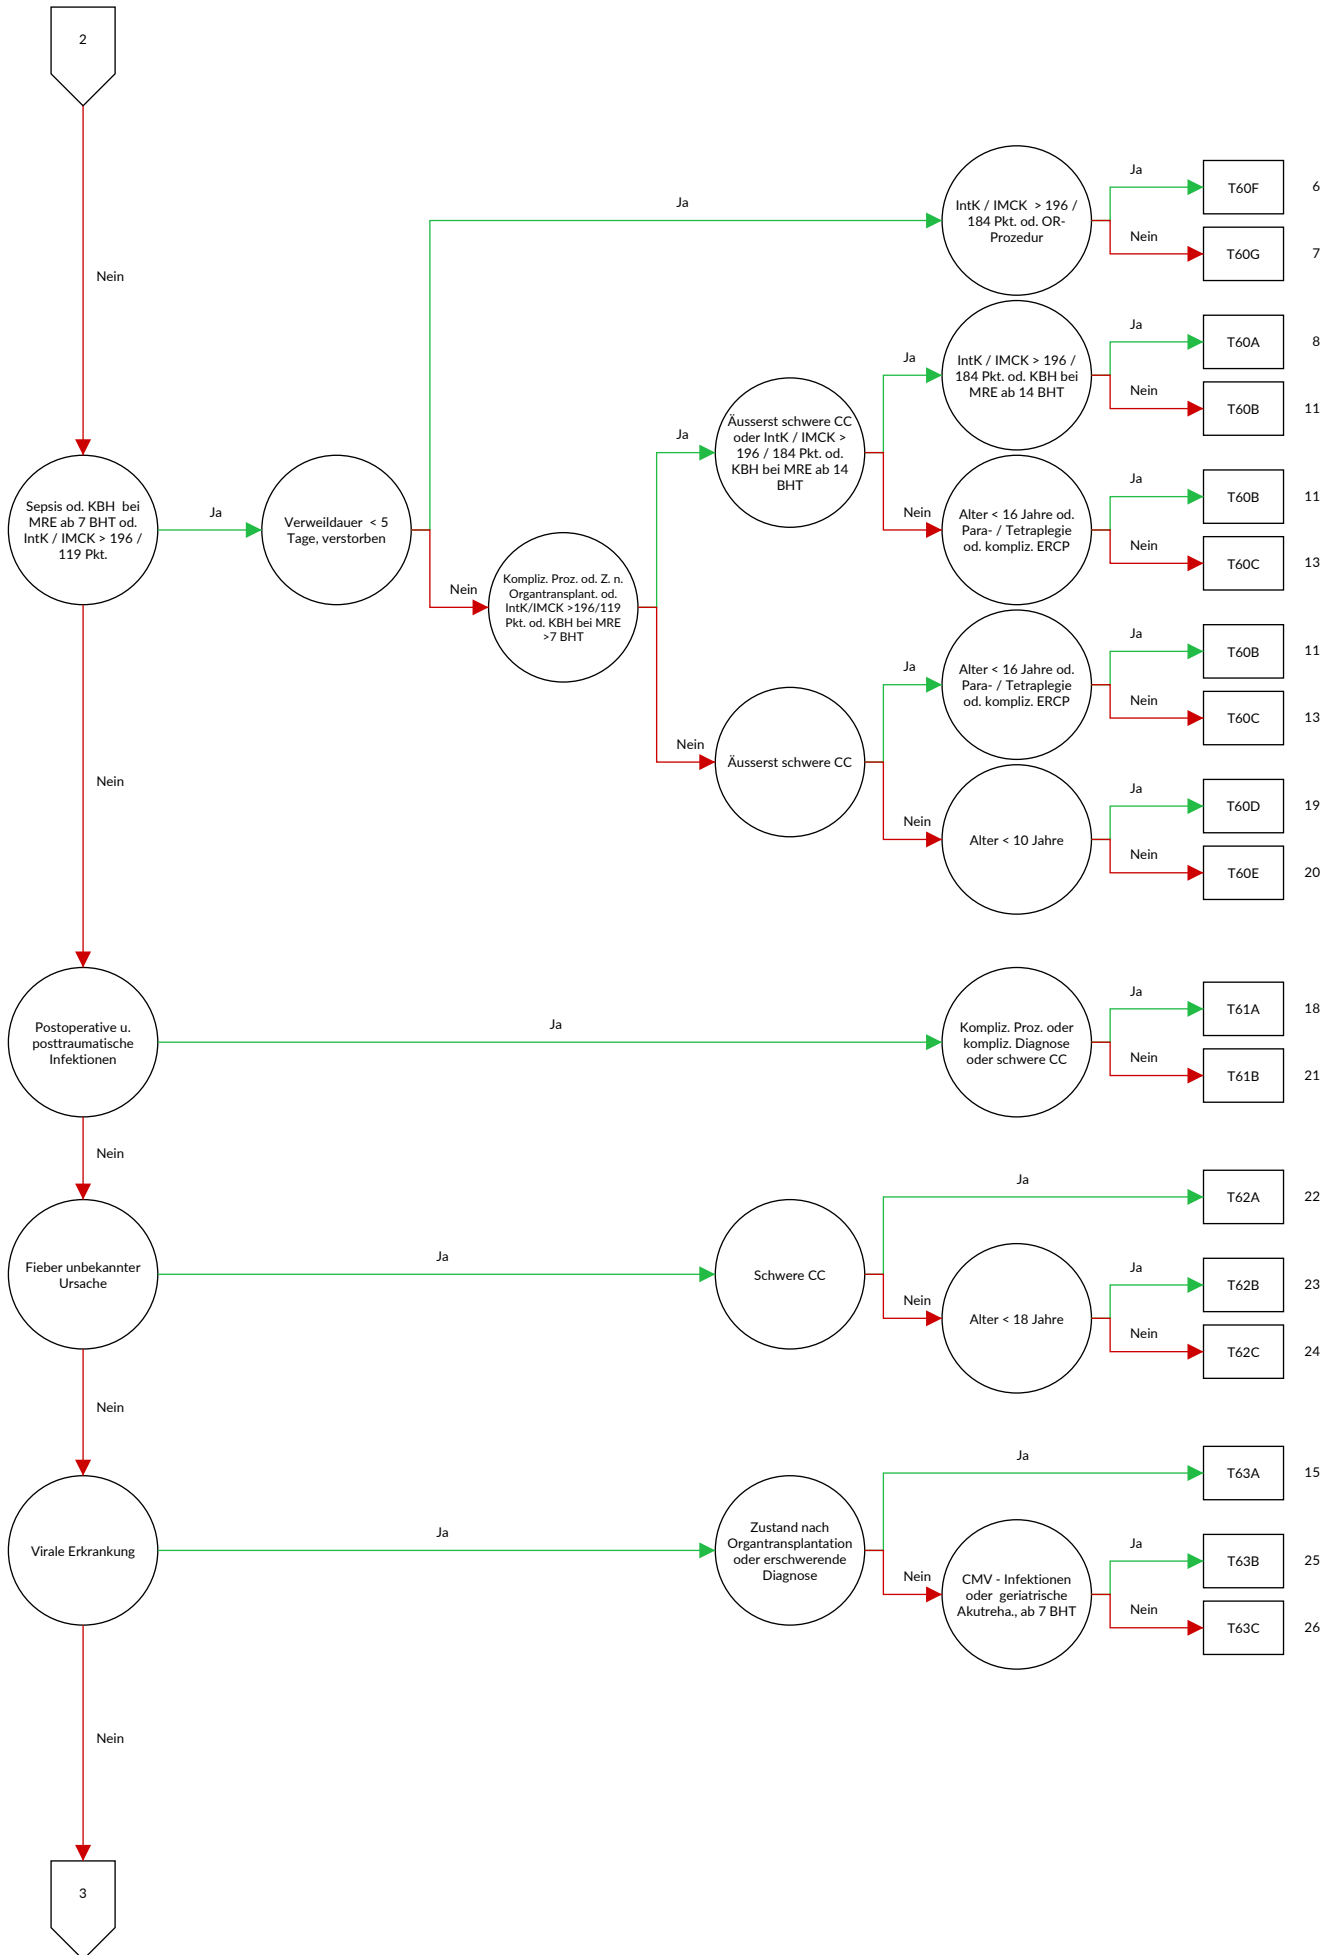 2
Nein
Ja
IntK / IMCK > 196 /
184 Pkt. od. OR-
Prozedur
Ja
T60F
6
Nein
T60G
7
Ja
IntK / IMCK > 196 /
184 Pkt. od. KBH bei
MRE ab 14 BHT
Ja
T60A
8
Nein
T60B
11
Ja
Äusserst schwere CC
oder IntK / IMCK >
196 / 184 Pkt. od.
KBH bei MRE ab 14
BHT
Sepsis od. KBH bei
MRE ab 7 BHT od.
IntK / IMCK > 196 /
119 Pkt.
Ja
Verweildauer < 5
Tage, verstorben
Nein
Alter < 16 Jahre od.
Para- / Tetraplegie
od. kompliz. ERCP
Ja
T60B
11
Nein
T60C
13
Nein
Kompliz. Proz. od. Z. n.
Organtransplant. od.
IntK/IMCK >196/119
Pkt. od. KBH bei MRE
>7 BHT
Ja
Alter < 16 Jahre od.
Para- / Tetraplegie
od. kompliz. ERCP
Ja
T60B
11
Nein
T60C
13
Nein
Äusserst schwere CC
Nein
Nein
Alter < 10 Jahre
Ja
T60D
19
Nein
T60E
20
Postoperative u.
posttraumatische
Infektionen
Ja
Kompliz. Proz. oder
kompliz. Diagnose
oder schwere CC
Ja
T61A
18
Nein
T61B
21
Nein
Fieber unbekannter
Ursache
Ja
Schwere CC
Ja
T62A
22
Nein
Alter < 18 Jahre
Ja
T62B
23
Nein
T62C
24
Nein
Virale Erkrankung
Ja
Zustand nach
Organtransplantation
oder erschwerende
Diagnose
Ja
T63A
15
Nein
CMV - Infektionen
oder geriatrische
Akutreha., ab 7 BHT
Ja
T63B
25
Nein
T63C
26
Nein
3